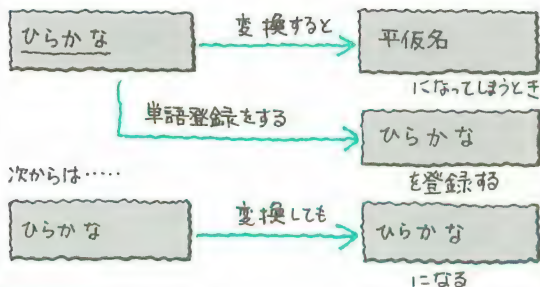 ひらかな
変換すると
平仮名
になってしまうとき
単語登録をする
ひらかな
を登録する
次からは……
ひらかな
変換しても
ひらかな
になる